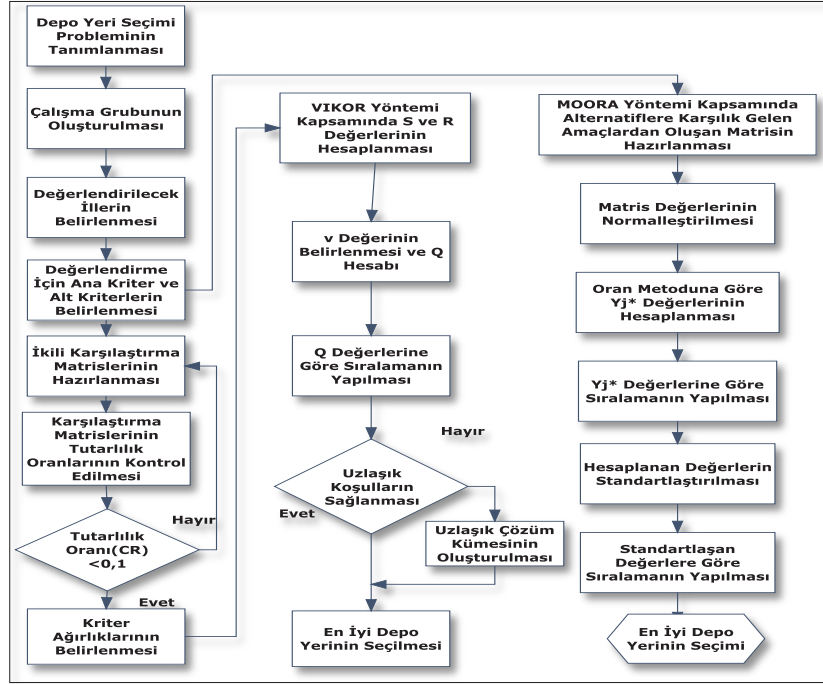 Depo Yeri Seçimi
Probleminin
Tanımlanması
Çalışma Grubunun
Oluşturulması
Değerlendirilecek
İllerin
Belirlenmesi
Değerlendirme
İçin Ana Kriter ve
Alt Kriterlerin
Belirlenmesi
İkili Karşılaştırma
Matrislerinin
Hazırlanması
Karşılaştırma
Matrislerinin
Tutarlılık
Oranlarının Kontrol
Edilmesi
Hayır
Tutarlılık
Oranı(CR)
<0,1
Evet
Kriter
Ağırlıklarının
Belirlenmesi
VIKOR Yöntemi
Kapsamında S ve R
Değerlerinin
Hesaplanması
v Değerinin
Belirlenmesi ve Q
Hesabı
Q Değerlerine
Göre Sıralamanın
Yapılması
Hayır
Uzlaşık
Koşulların
Sağlanması
Evet
Uzlaşık Çözüm
Kümesinin
Oluşturulması
En İyi Depo
Yerinin Seçilmesi
MOORA Yöntemi Kapsamında
Alternatiflere Karşılık Gelen
Amaçlardan Oluşan Matrisin
Hazırlanması
Matris Değerlerinin
Normalleştirilmesi
Oran Metoduna Göre
Yj* Değerlerinin
Hesaplanması
Yj* Değerlerine Göre
Sıralamanın Yapılması
Hesaplanan Değerlerin
Standartlaştırılması
Standartlaşan
Değerlere Göre
Sıralamanın Yapılması
En İyi Depo
Yerinin Seçimi